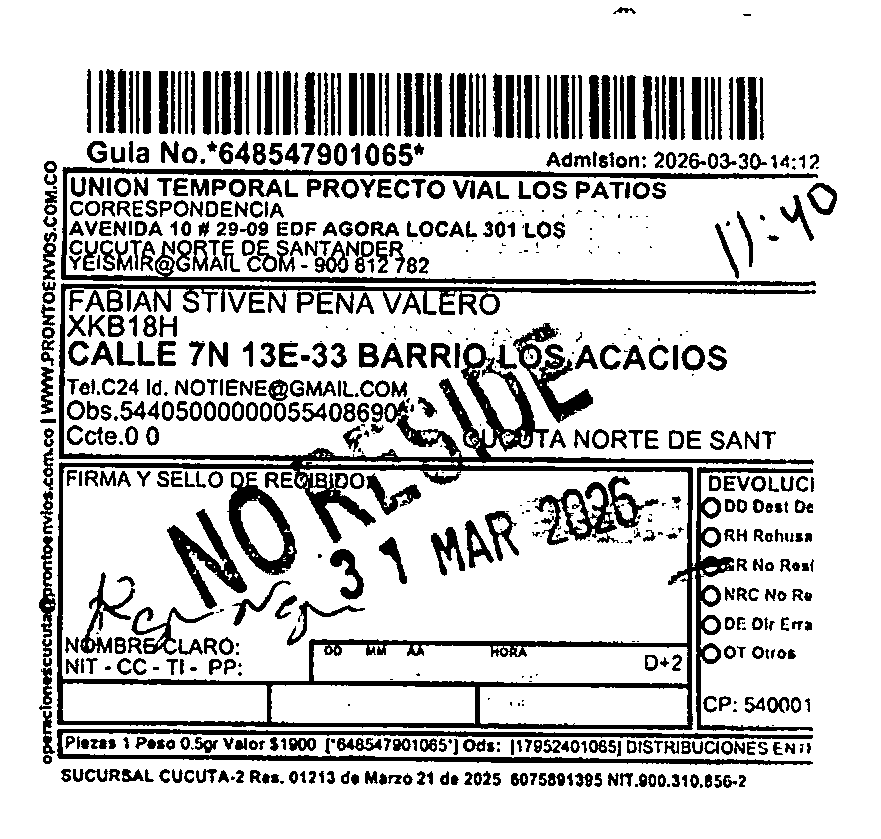 Guia No.*648547901065*
Admision: 2026-03-30-14:12
11:40
UNION TEMPORAL PROYECTO VIAL LOS PATIOS
CORRESPONDENCIA
AVENIDA 10 # 29-09 EDF AGORA LOCAL 301 LOS
CUCUTA NORTE DE SANTANDER
YEISMIR@GMAIL COM - 900 812 782
FABIAN STIVEN PENA VALERO
XKB18H
CALLE 7N 13E-33 BARRIO LOS ACACIOS
Tel.C24 Id. NOTIENE@GMAIL.COM
Obs.54405000000055408690
Ccte.0 0
CUCUTA NORTE DE SANT
NO RESIDE
31 MAR 2026
FIRMA Y SELLO DE RECIBIDO:
NOMBRE CLARO:
NIT - CC - TI - PP:
DD MM AA HORA
D+2
DEVOLUCI
DD Dest De
RH Rehusa
NR No Resi
NRC No Re
DE Dir Erra
OT Otros
CP: 540001
Piezas 1 Peso 0.5gr Valor $1900 [*648547901065*] Ods: [17952401065] DISTRIBUCIONES ENTI
SUCURSAL CUCUTA-2 Res. 01213 de Marzo 21 de 2025 6075891395 NIT.900.310.856-2
operacionescucuta@prontoenvios.com.co | WWW.PRONTOENVIOS.COM.CO